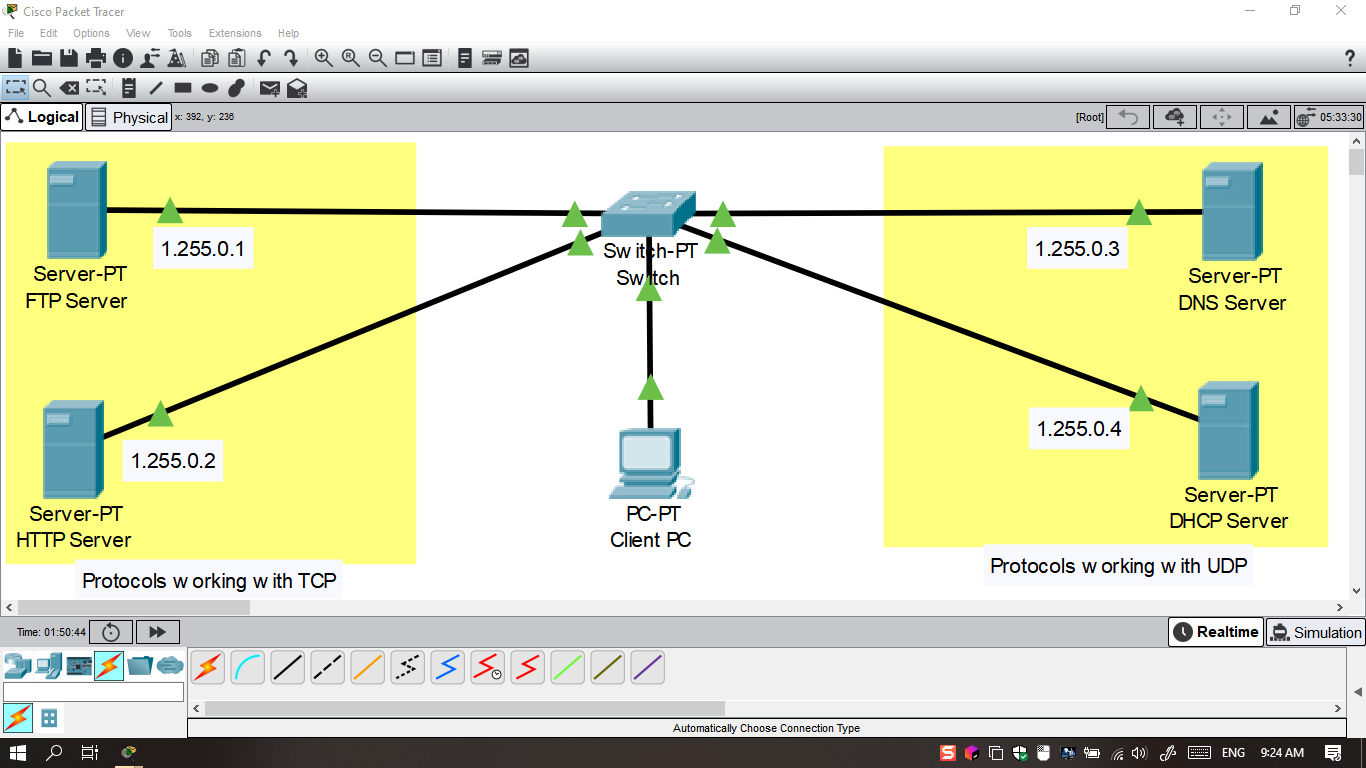 Cisco Packet Tracer
File Edit Options View Tools Extensions Help
?
Logical Physical x: 392, y: 236 [Root] 05:33:30
1.255.0.1
Server-PT
FTP Server
1.255.0.2
Server-PT
HTTP Server
Protocols working with TCP
Switch-PT
Switch
PC-PT
Client PC
1.255.0.3
Server-PT
DNS Server
1.255.0.4
Server-PT
DHCP Server
Protocols working with UDP
Time: 01:50:44 Realtime Simulation
Automatically Choose Connection Type
ENG 9:24 AM